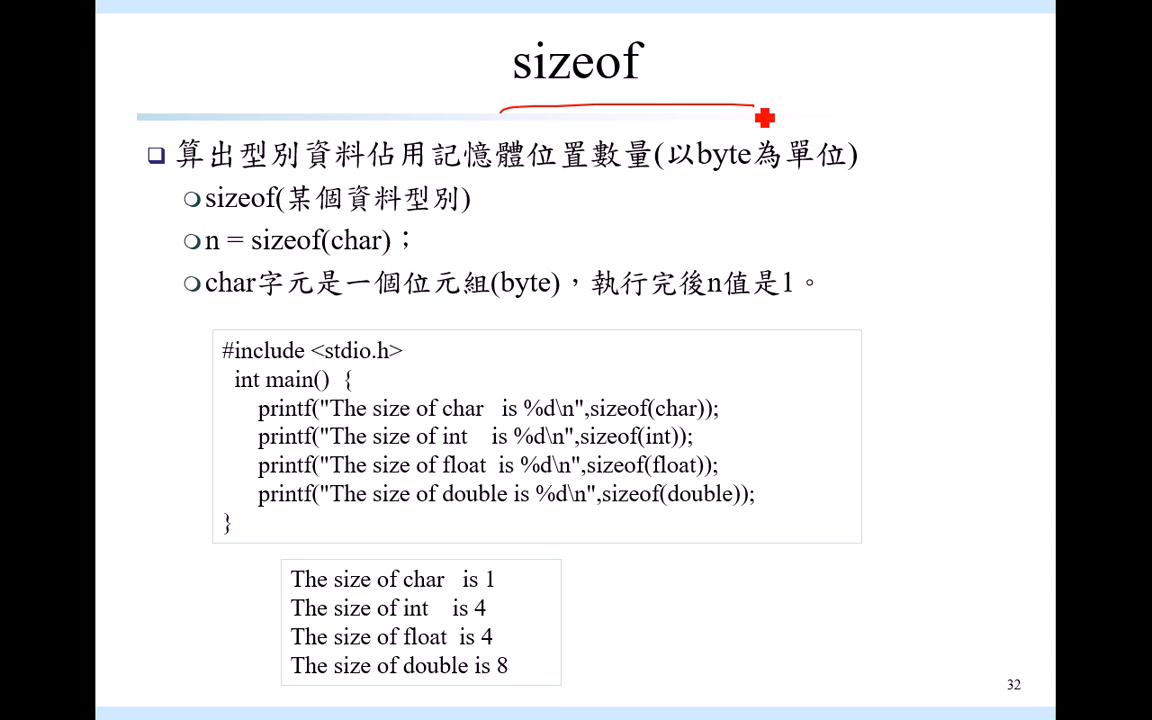 sizeof
算出型別資料佔用記憶體位置數量(以byte為單位)
sizeof(某個資料型別)
n = sizeof(char)；
char字元是一個位元組(byte)，執行完後n值是1。
#include <stdio.h>
int main()  {
printf("The size of char   is %d\n",sizeof(char));
printf("The size of int    is %d\n",sizeof(int));
printf("The size of float  is %d\n",sizeof(float));
printf("The size of double is %d\n",sizeof(double));
}
The size of char   is 1
The size of int    is 4
The size of float  is 4
The size of double is 8
32